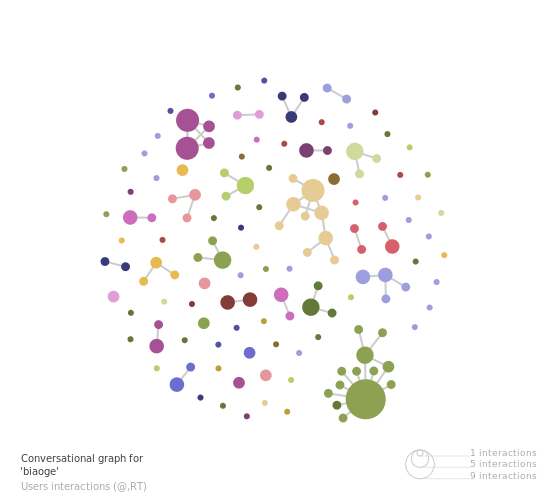 Conversational graph for
'biaoge'
Users interactions (@,RT)
1 interactions
5 interactions
9 interactions